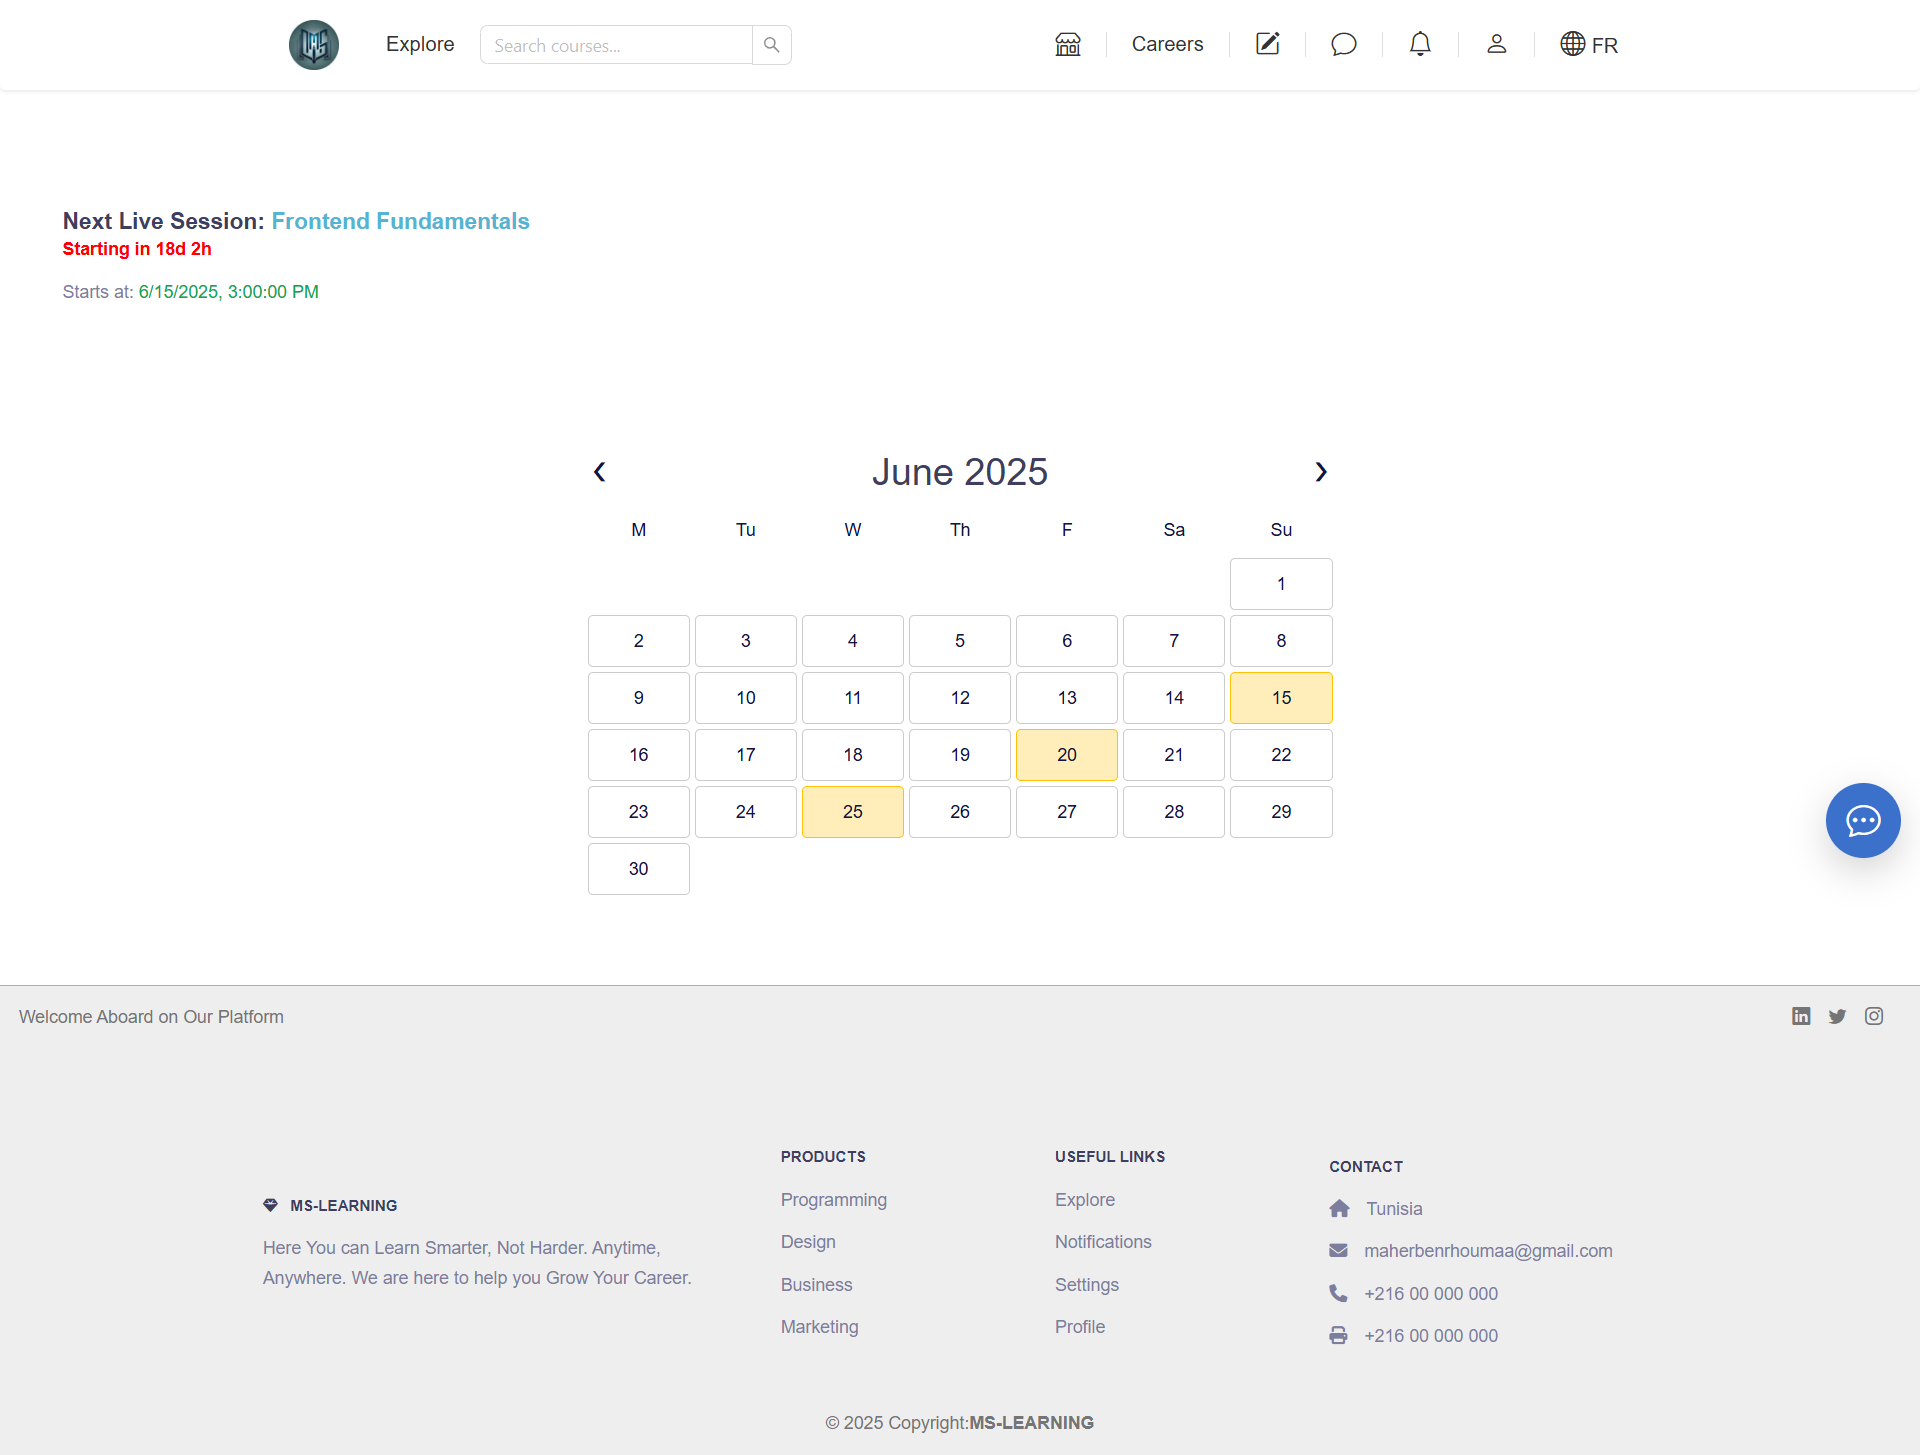 Explore
Search courses...
Careers
FR
Next Live Session: Frontend Fundamentals
Starting in 18d 2h
Starts at: 6/15/2025, 3:00:00 PM
‹ June 2025 ›
M Tu W Th F Sa Su
1
2 3 4 5 6 7 8
9 10 11 12 13 14 15
16 17 18 19 20 21 22
23 24 25 26 27 28 29
30
Welcome Aboard on Our Platform
MS-LEARNING
Here You can Learn Smarter, Not Harder. Anytime,
Anywhere. We are here to help you Grow Your Career.
PRODUCTS
Programming
Design
Business
Marketing
USEFUL LINKS
Explore
Notifications
Settings
Profile
CONTACT
Tunisia
maherbenrhoumaa@gmail.com
+216 00 000 000
+216 00 000 000
© 2025 Copyright:MS-LEARNING